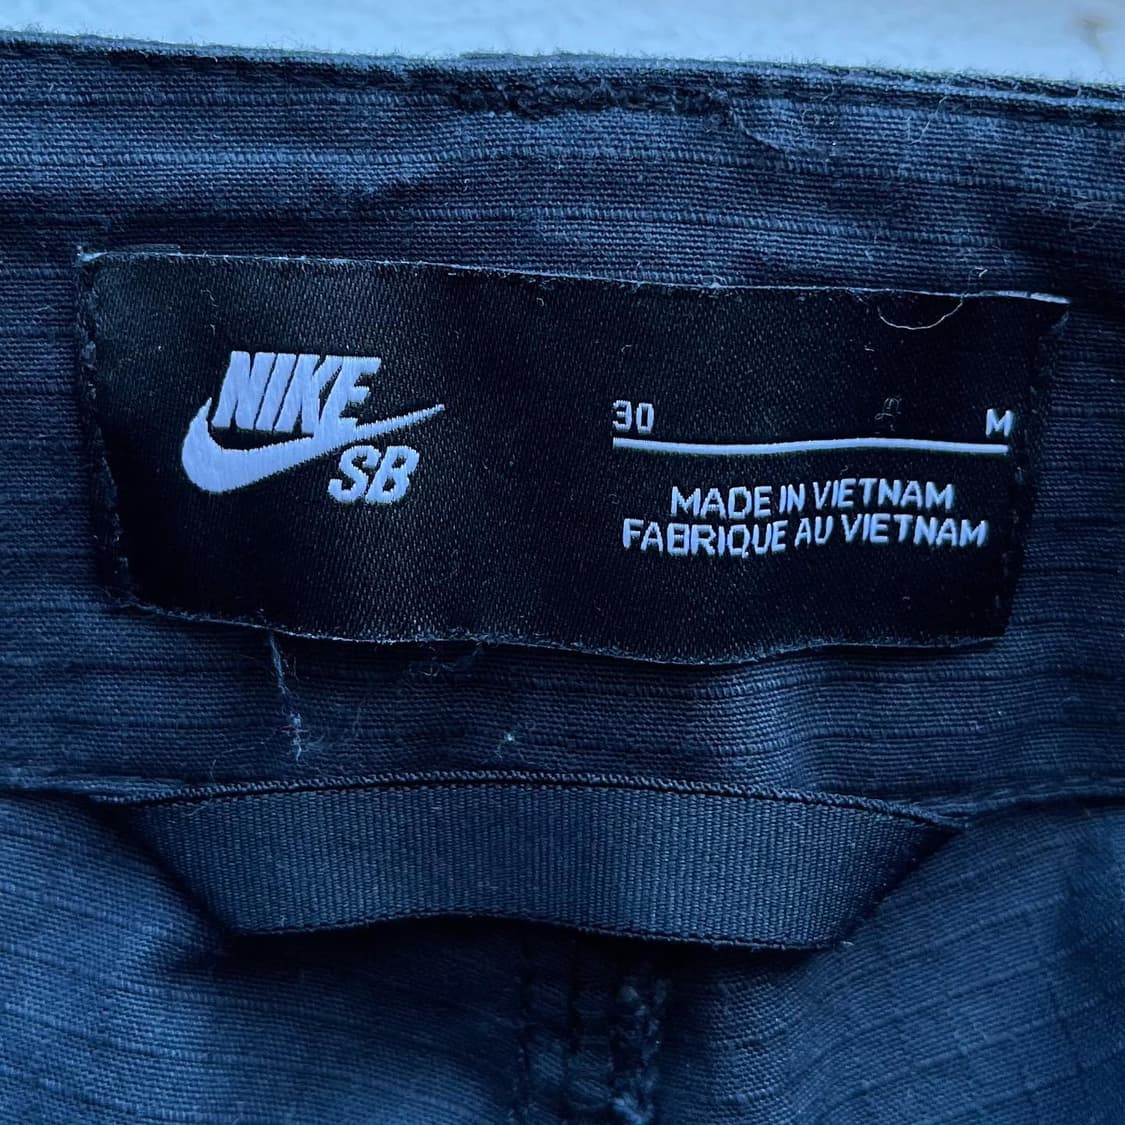 NIKE
SB
30 M
MADE IN VIETNAM
FABRIQUE AU VIETNAM